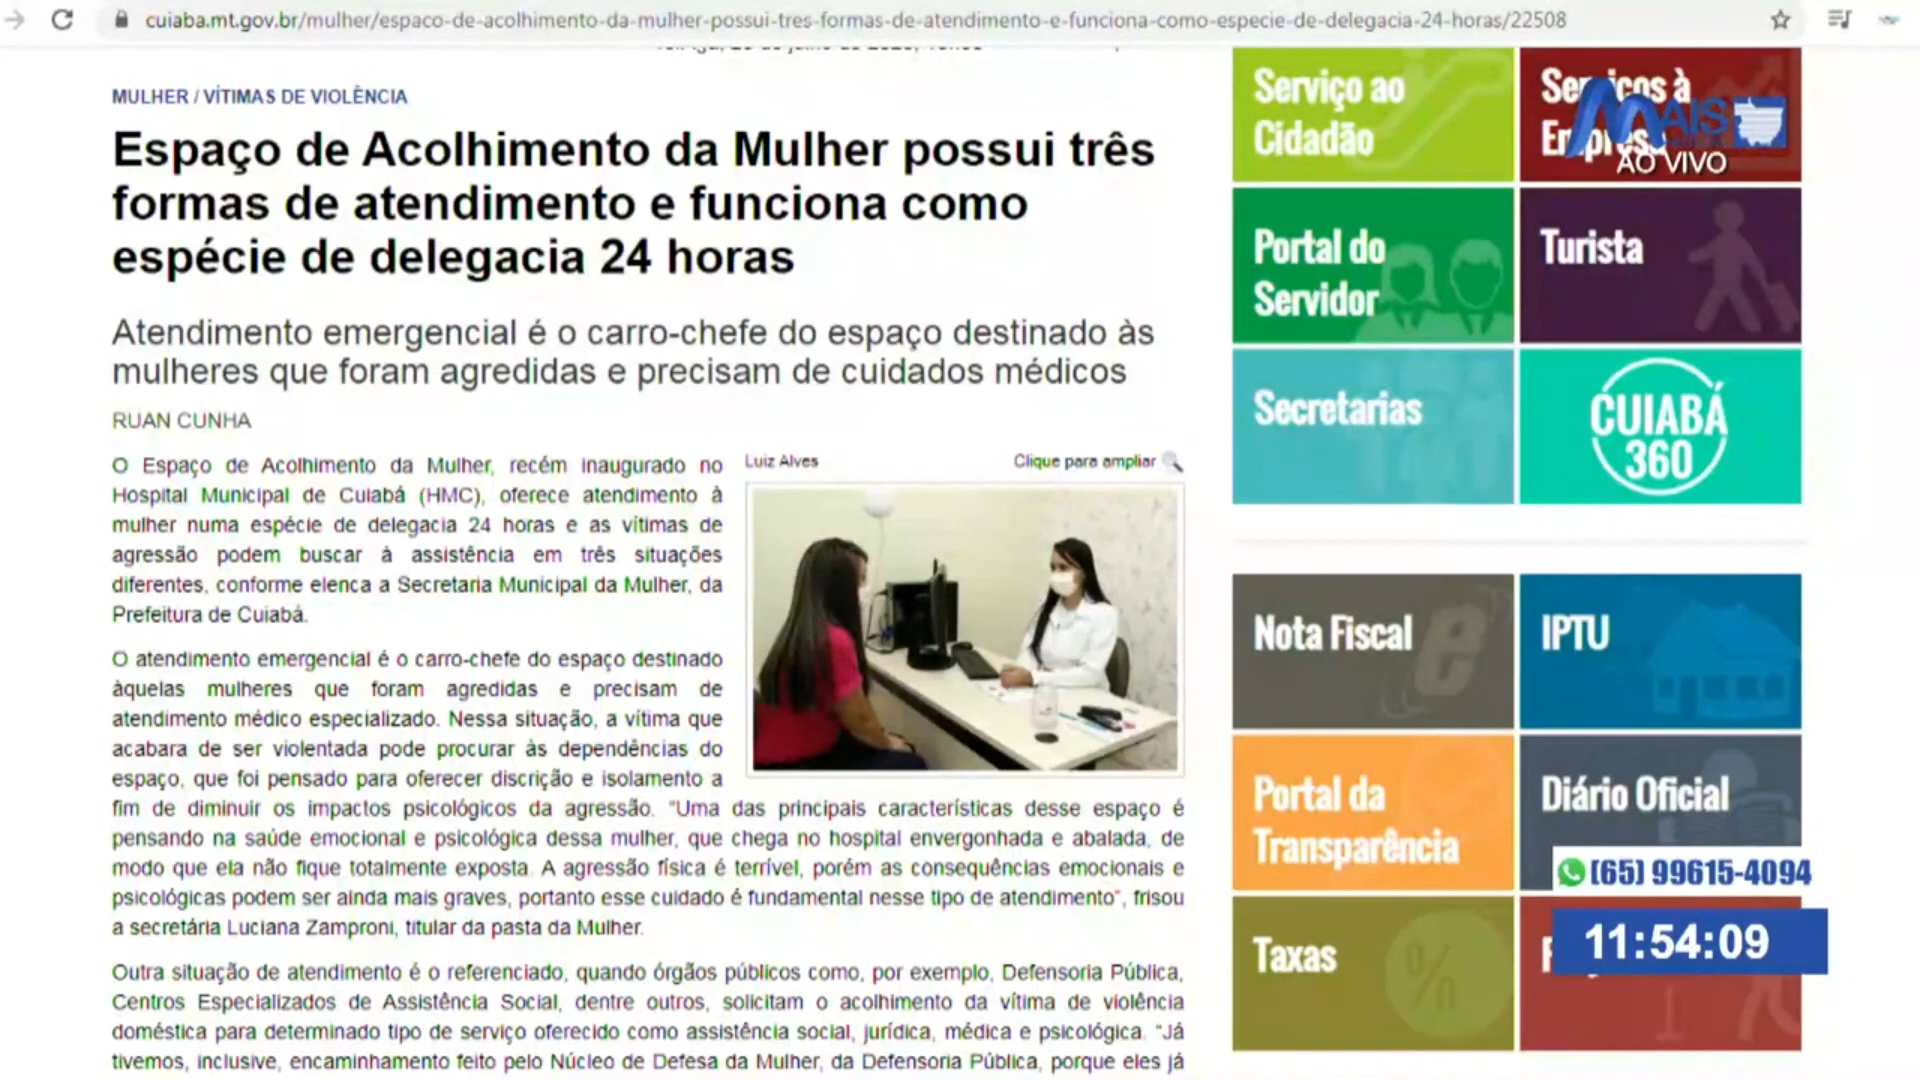 cuiaba.mt.gov.br/mulher/espaco-de-acolhimento-da-mulher-possui-tres-formas-de-atendimento-e-funciona-como-especie-de-delegacia-24-horas/22508
MULHER / VÍTIMAS DE VIOLÊNCIA
Espaço de Acolhimento da Mulher possui três
formas de atendimento e funciona como
espécie de delegacia 24 horas
Atendimento emergencial é o carro-chefe do espaço destinado às
mulheres que foram agredidas e precisam de cuidados médicos
RUAN CUNHA
Luiz Alves
Clique para ampliar
O Espaço de Acolhimento da Mulher, recém inaugurado no
Hospital Municipal de Cuiabá (HMC), oferece atendimento à
mulher numa espécie de delegacia 24 horas e as vítimas de
agressão podem buscar à assistência em três situações
diferentes, conforme elenca a Secretaria Municipal da Mulher, da
Prefeitura de Cuiabá.
O atendimento emergencial é o carro-chefe do espaço destinado
àquelas mulheres que foram agredidas e precisam de
atendimento médico especializado. Nessa situação, a vítima que
acabara de ser violentada pode procurar às dependências do
espaço, que foi pensado para oferecer discrição e isolamento a
fim de diminuir os impactos psicológicos da agressão. "Uma das principais características desse espaço é
pensando na saúde emocional e psicológica dessa mulher, que chega no hospital envergonhada e abalada, de
modo que ela não fique totalmente exposta. A agressão física é terrível, porém as consequências emocionais e
psicológicas podem ser ainda mais graves, portanto esse cuidado é fundamental nesse tipo de atendimento", frisou
a secretária Luciana Zamproni, titular da pasta da Mulher.
Outra situação de atendimento é o referenciado, quando órgãos públicos como, por exemplo, Defensoria Pública,
Centros Especializados de Assistência Social, dentre outros, solicitam o acolhimento da vítima de violência
doméstica para determinado tipo de serviço oferecido como assistência social, jurídica, médica e psicológica. "Já
tivemos, inclusive, encaminhamento feito pelo Núcleo de Defesa da Mulher, da Defensoria Pública, porque eles já
Serviço ao
Cidadão
Serviços à
Empresa
MAIS
AO VIVO
Portal do
Servidor
Turista
Secretarias
CUIABÁ
360
Nota Fiscal
IPTU
Portal da
Transparência
Diário Oficial
(65) 99615-4094
Taxas
11:54:09